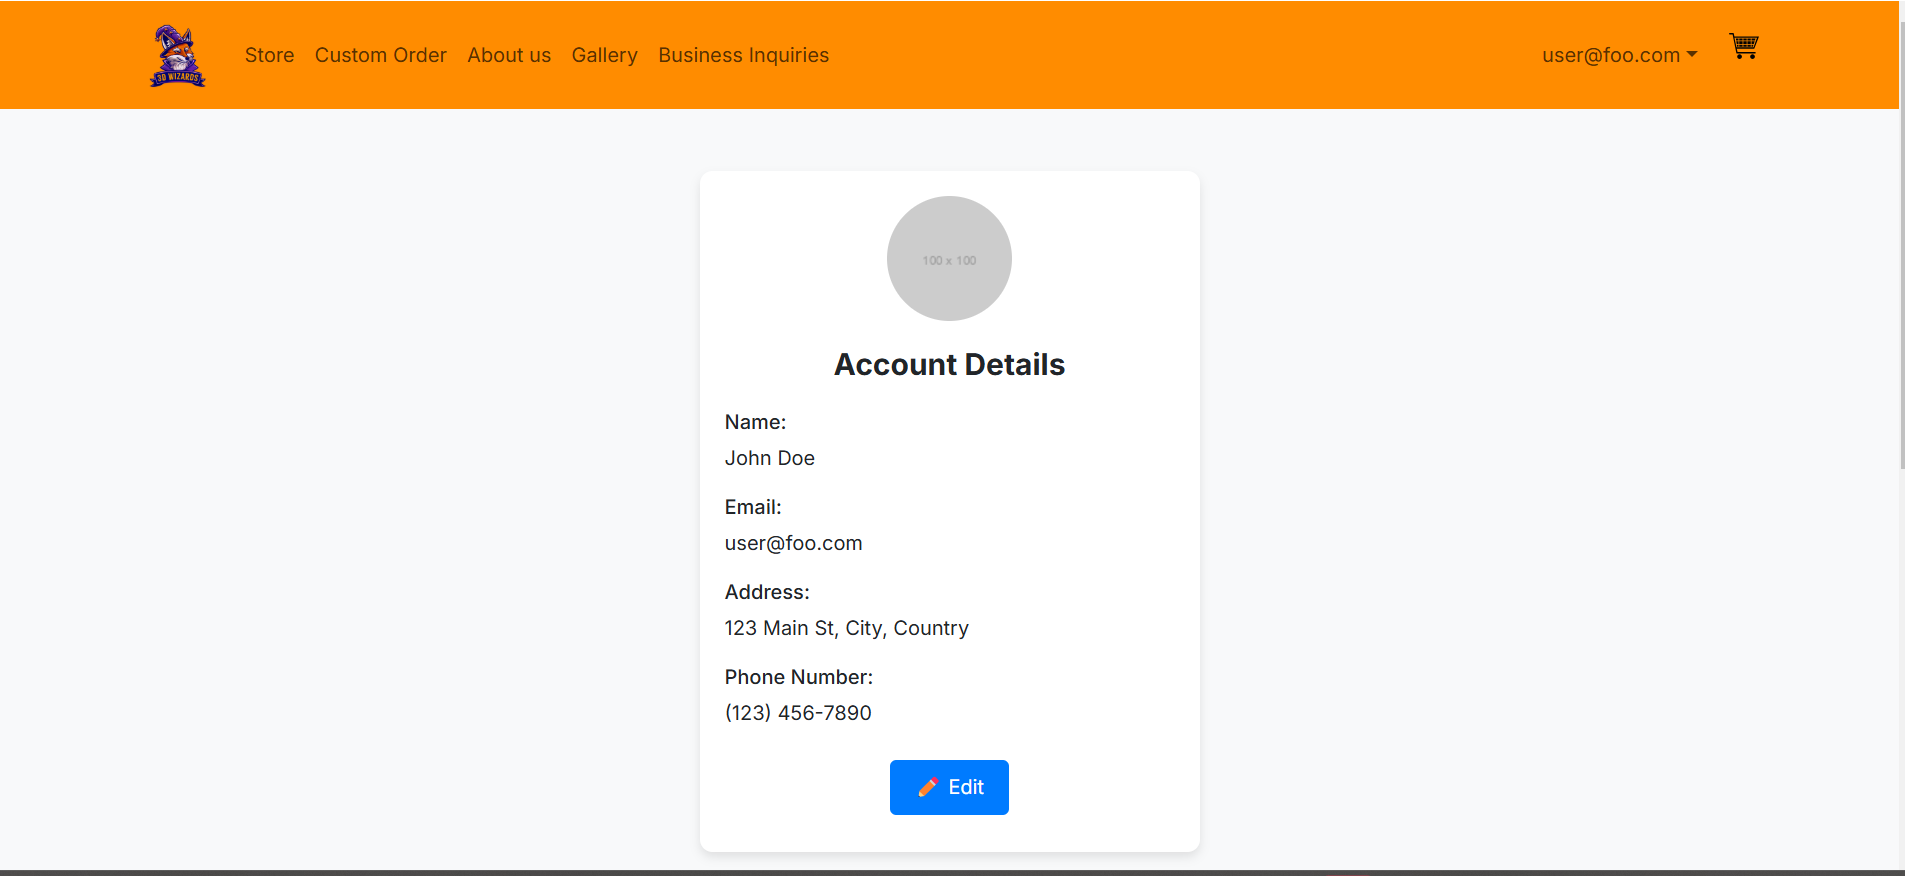 3D WIZARDS
Store Custom Order About us Gallery Business Inquiries user@foo.com
100 x 100
Account Details
Name:
John Doe
Email:
user@foo.com
Address:
123 Main St, City, Country
Phone Number:
(123) 456-7890
Edit